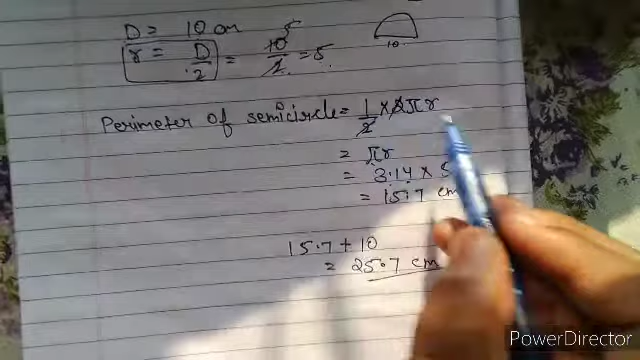 D = 10 cm
r = D/2 = 10/2 = 5
5
10
Perimeter of semicircle = 1/2 × 2πr
= πr
= 3.14 × 5
= 15.7 cm
15.7 + 10
= 25.7 cm
PowerDirector